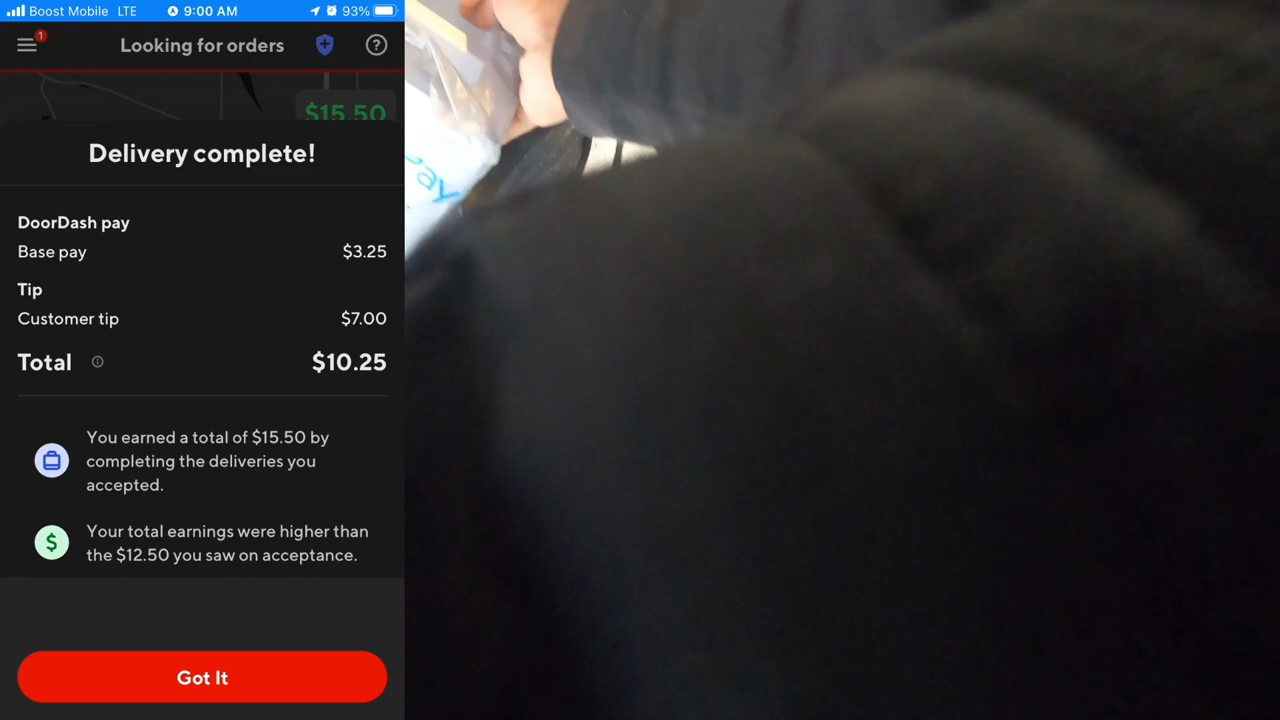 Boost Mobile LTE 9:00 AM 93%
1
Looking for orders
?
$15.50
Delivery complete!
DoorDash pay
Base pay $3.25
Tip
Customer tip $7.00
Total $10.25
You earned a total of $15.50 by
completing the deliveries you
accepted.
$
Your total earnings were higher than
the $12.50 you saw on acceptance.
Got It
ay